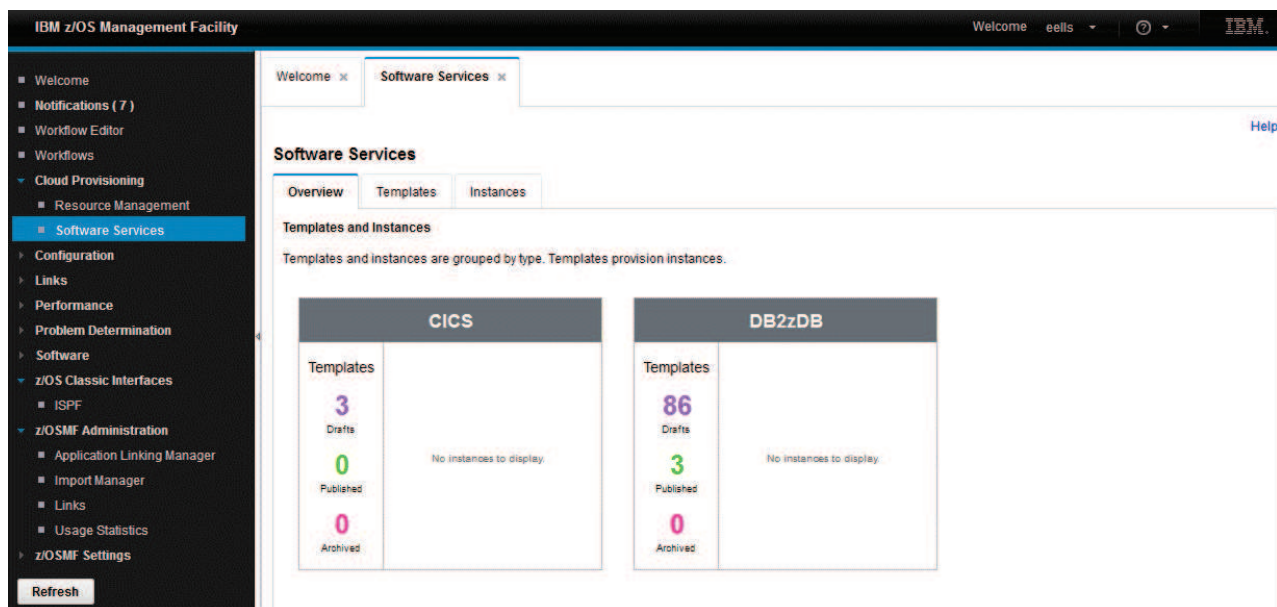 IBM z/OS Management Facility
Welcome eells
IBM.
Welcome
Notifications ( 7 )
Workflow Editor
Workflows
Cloud Provisioning
Resource Management
Software Services
Configuration
Links
Performance
Problem Determination
Software
z/OS Classic Interfaces
ISPF
z/OSMF Administration
Application Linking Manager
Import Manager
Links
Usage Statistics
z/OSMF Settings
Refresh
Welcome
Software Services
Help
Software Services
Overview
Templates
Instances
Templates and Instances
Templates and instances are grouped by type. Templates provision instances.
CICS
Templates
3
Drafts
0
Published
0
Archived
No instances to display.
DB2zDB
Templates
86
Drafts
3
Published
0
Archived
No instances to display